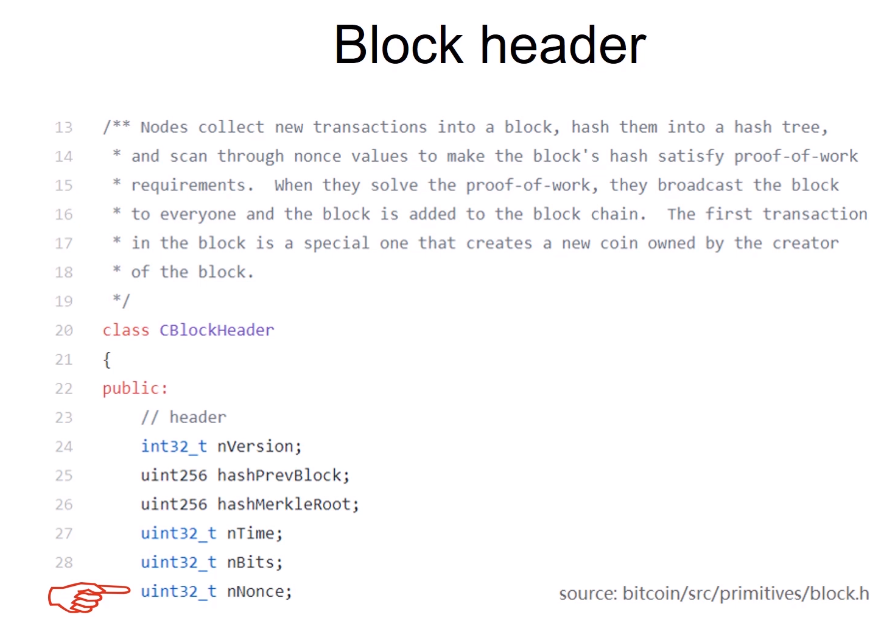 Block header
13 /** Nodes collect new transactions into a block, hash them into a hash tree,
14 * and scan through nonce values to make the block's hash satisfy proof-of-work
15 * requirements. When they solve the proof-of-work, they broadcast the block
16 * to everyone and the block is added to the block chain. The first transaction
17 * in the block is a special one that creates a new coin owned by the creator
18 * of the block.
19 */
20 class CBlockHeader
21 {
22 public:
23 // header
24 int32_t nVersion;
25 uint256 hashPrevBlock;
26 uint256 hashMerkleRoot;
27 uint32_t nTime;
28 uint32_t nBits;
uint32_t nNonce;
source: bitcoin/src/primitives/block.h